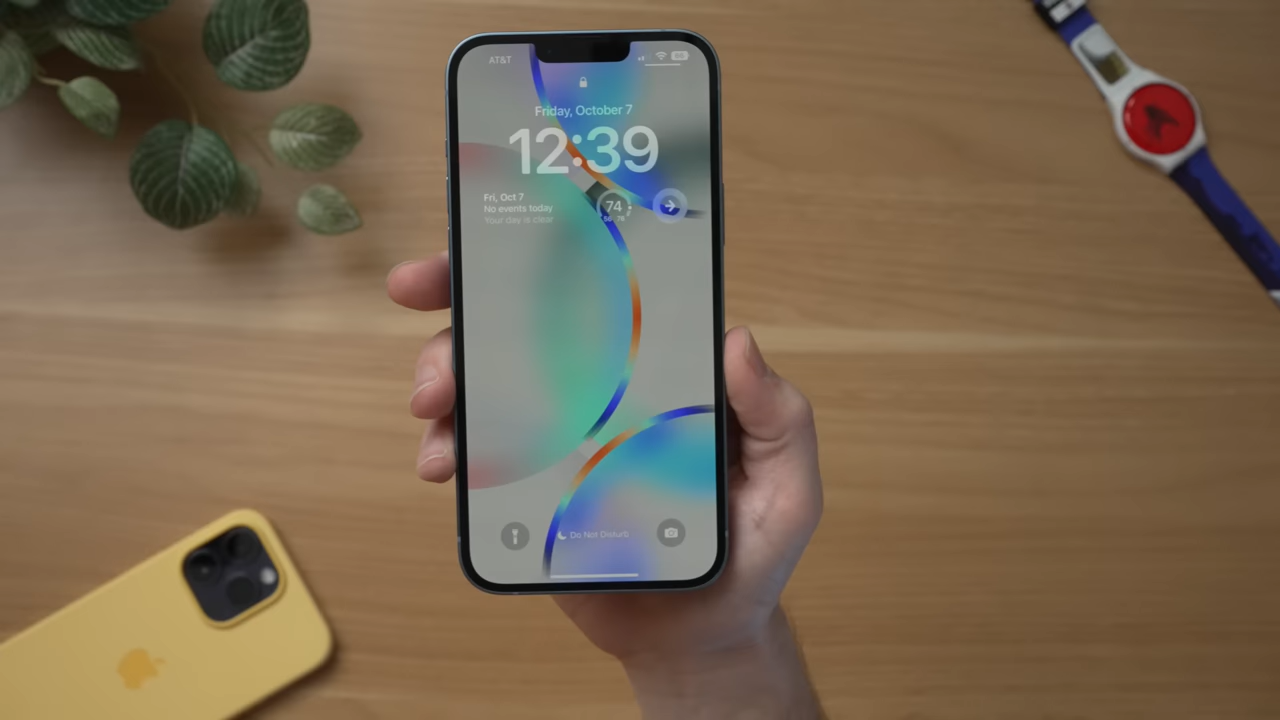 AT&T
Friday, October 7
12:39
Fri, Oct 7
No events today
Your day is clear
74
Do Not Disturb